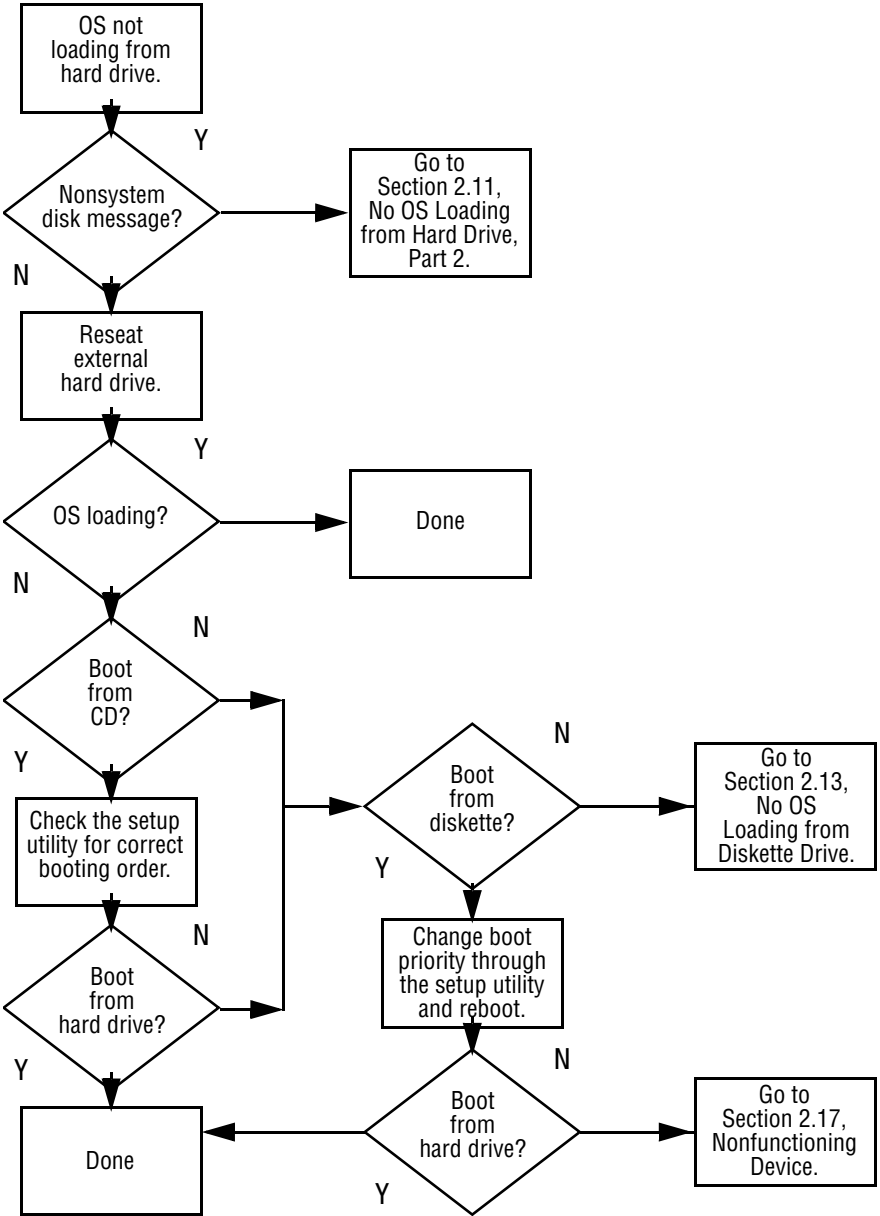 OS not
loading from
hard drive.
Y
Nonsystem
disk message?
Go to
Section 2.11,
No OS Loading
from Hard Drive,
Part 2.
N
Reseat
external
hard drive.
Y
OS loading?
Done
N
N
Boot
from
CD?
Y
Check the setup
utility for correct
booting order.
N
Boot
from
hard drive?
Y
Done
N
Boot
from
diskette?
Go to
Section 2.13,
No OS
Loading from
Diskette Drive.
Y
Change boot
priority through
the setup utility
and reboot.
N
Boot
from
hard drive?
Go to
Section 2.17,
Nonfunctioning
Device.
Y